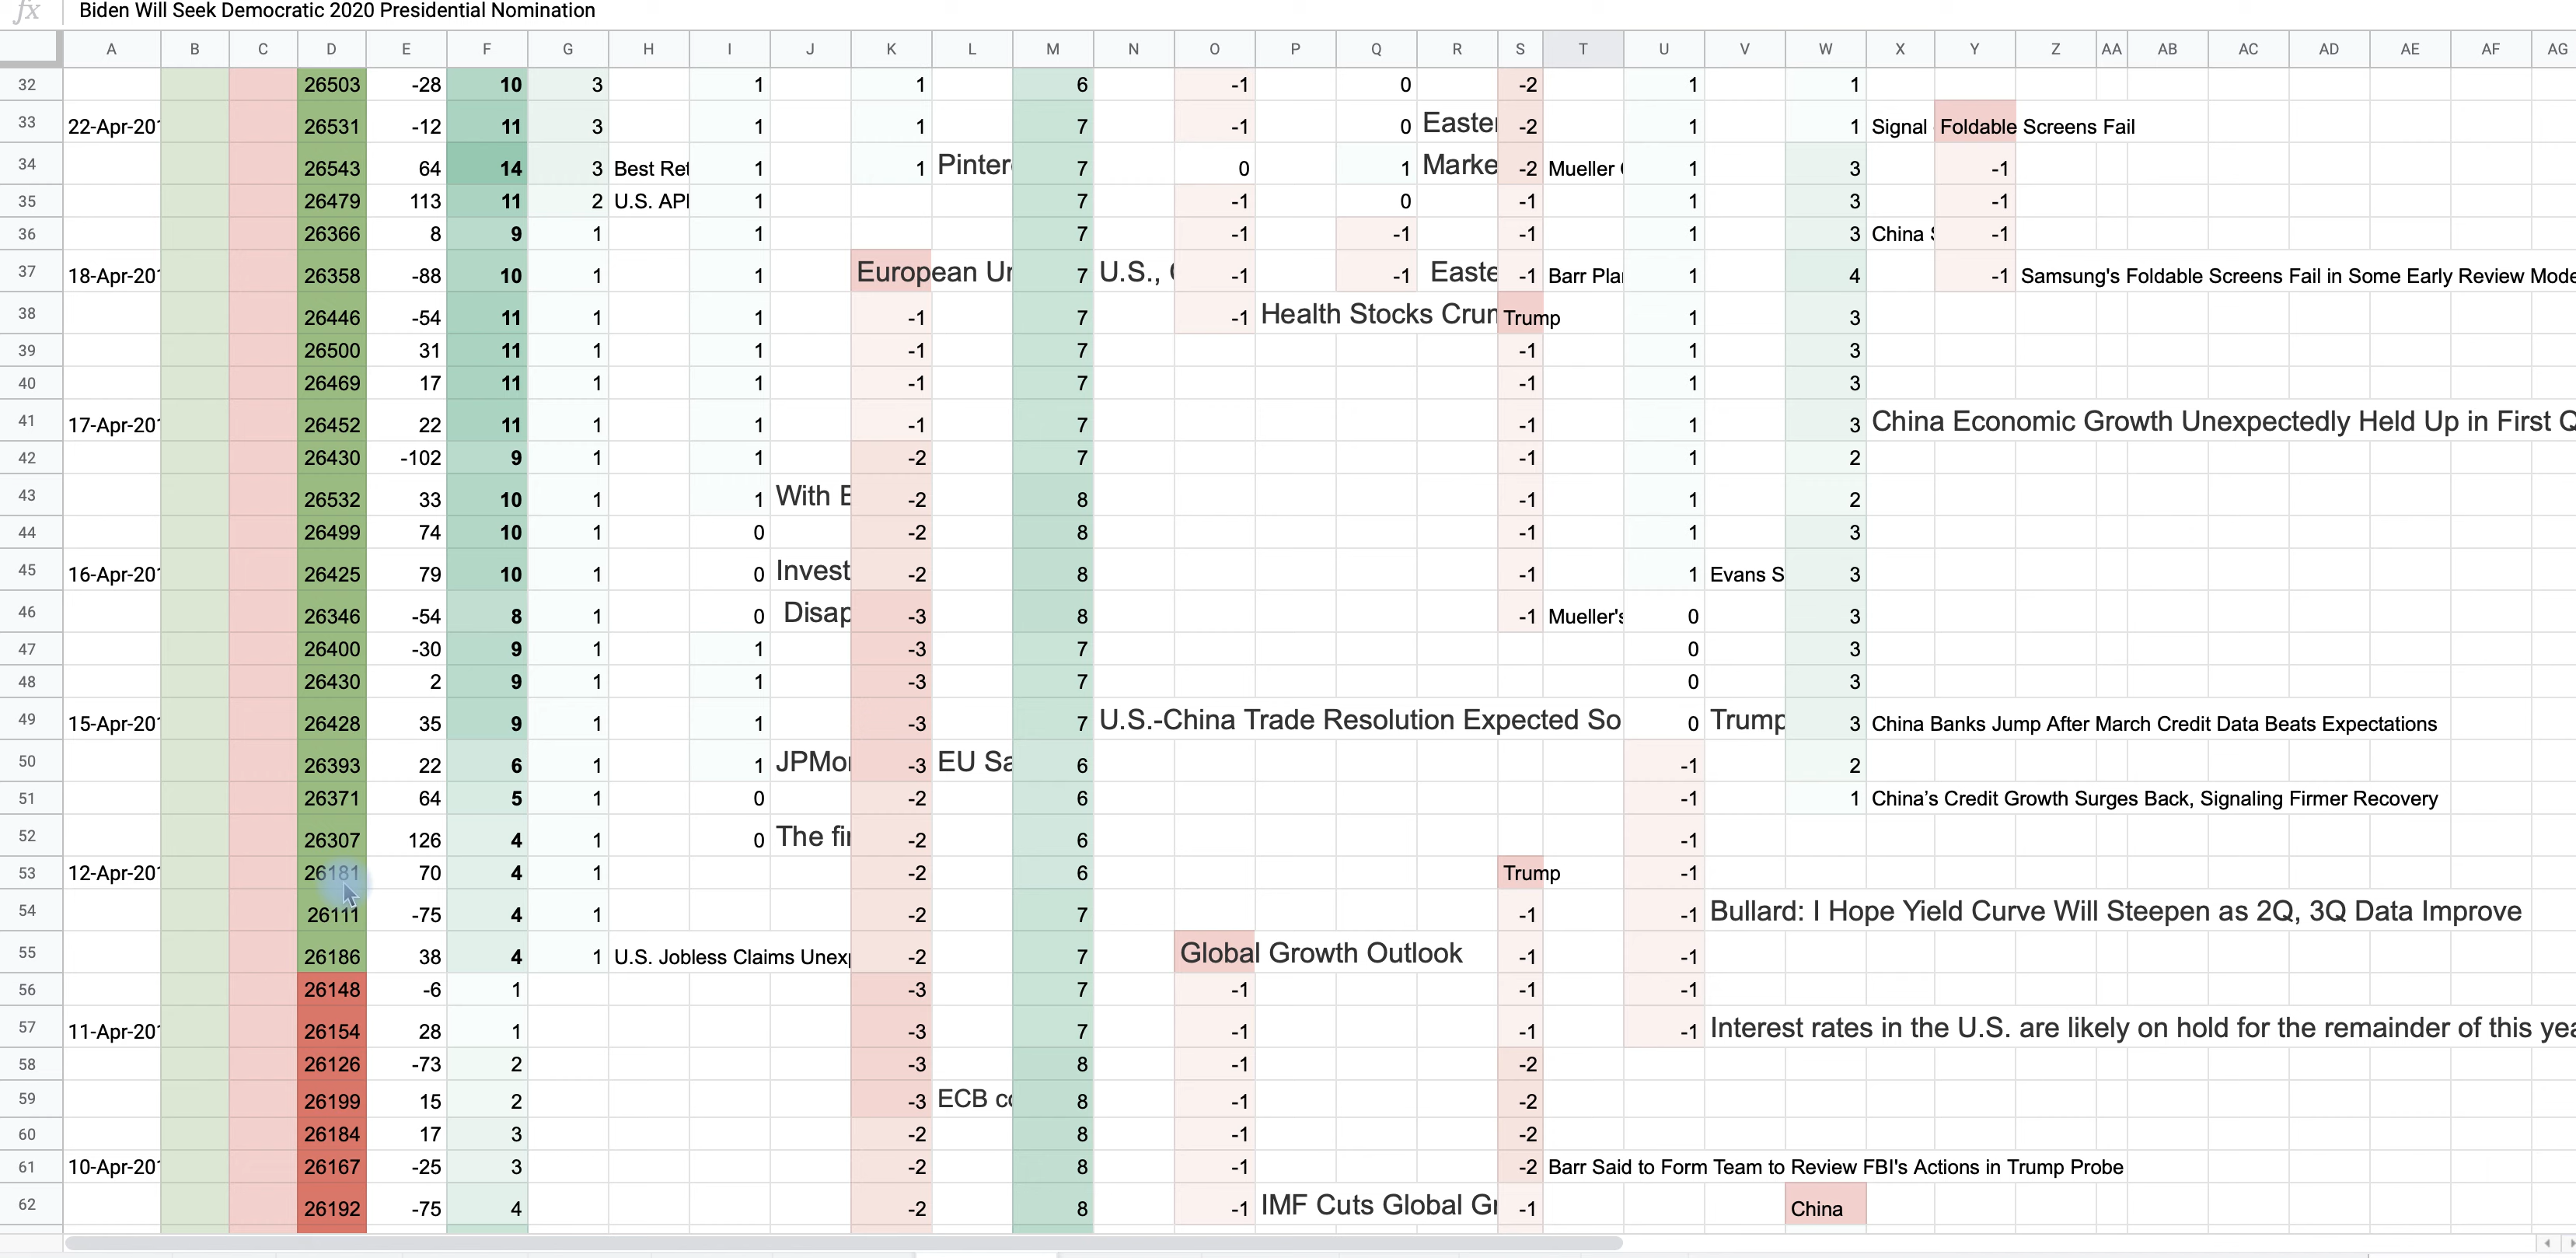 fx Biden Will Seek Democratic 2020 Presidential Nomination
A B C D E F G H I J K L M N O P Q R S T U V W X Y Z AA AB AC AD AE AF AG
32 26503 -28 10 3 1 1 6 -1 0 -2 1 1
33 22-Apr-201 26531 -12 11 3 1 1 7 -1 0 Easte -2 1 1 Signal Foldable Screens Fail
34 26543 64 14 3 Best Ret 1 1 Pinter 7 0 1 Marke -2 Mueller 1 3 -1
35 26479 113 11 2 U.S. API 1 7 -1 0 -1 1 3 -1
36 26366 8 9 1 1 7 -1 -1 -1 1 3 China -1
37 18-Apr-201 26358 -88 10 1 1 European Ur 7 U.S., -1 -1 Easte -1 Barr Pla 1 4 -1 Samsung's Foldable Screens Fail in Some Early Review Mode
38 26446 -54 11 1 1 -1 7 -1 Health Stocks Crum Trump 1 3
39 26500 31 11 1 1 -1 7 -1 1 3
40 26469 17 11 1 1 -1 7 -1 1 3
41 17-Apr-201 26452 22 11 1 1 -1 7 -1 1 3 China Economic Growth Unexpectedly Held Up in First Q
42 26430 -102 9 1 1 -2 7 -1 1 2
43 26532 33 10 1 1 With E -2 8 -1 1 2
44 26499 74 10 1 0 -2 8 -1 1 3
45 16-Apr-201 26425 79 10 1 0 Invest -2 8 -1 1 Evans S 3
46 26346 -54 8 1 0 Disap -3 8 -1 Mueller's 0 3
47 26400 -30 9 1 1 -3 7 0 3
48 26430 2 9 1 1 -3 7 0 3
49 15-Apr-201 26428 35 9 1 1 -3 7 U.S.-China Trade Resolution Expected So 0 Trump 3 China Banks Jump After March Credit Data Beats Expectations
50 26393 22 6 1 1 JPMo -3 EU Sa 6 -1 2
51 26371 64 5 1 0 -2 6 -1 1 China’s Credit Growth Surges Back, Signaling Firmer Recovery
52 26307 126 4 1 0 The fi -2 6 -1
53 12-Apr-201 26181 70 4 1 -2 6 Trump -1
54 26111 -75 4 1 -2 7 -1 -1 Bullard: I Hope Yield Curve Will Steepen as 2Q, 3Q Data Improve
55 26186 38 4 1 U.S. Jobless Claims Unexp -2 7 Global Growth Outlook -1 -1
56 26148 -6 1 -3 7 -1 -1 -1
57 11-Apr-201 26154 28 1 -3 7 -1 -1 -1 Interest rates in the U.S. are likely on hold for the remainder of this yea
58 26126 -73 2 -3 8 -1 -2
59 26199 15 2 -3 ECB co 8 -1 -2
60 26184 17 3 -2 8 -1 -2
61 10-Apr-201 26167 -25 3 -2 8 -1 -2 Barr Said to Form Team to Review FBI's Actions in Trump Probe
62 26192 -75 4 -2 8 -1 IMF Cuts Global Gr -1 China